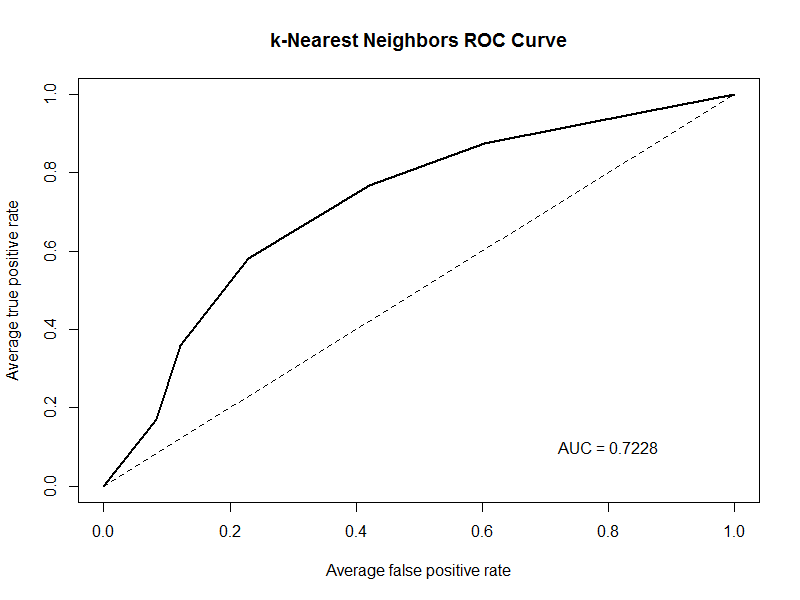 k-Nearest Neighbors ROC Curve
Average true positive rate
1.0
0.8
0.6
0.4
0.2
0.0
AUC = 0.7228
0.0 0.2 0.4 0.6 0.8 1.0
Average false positive rate